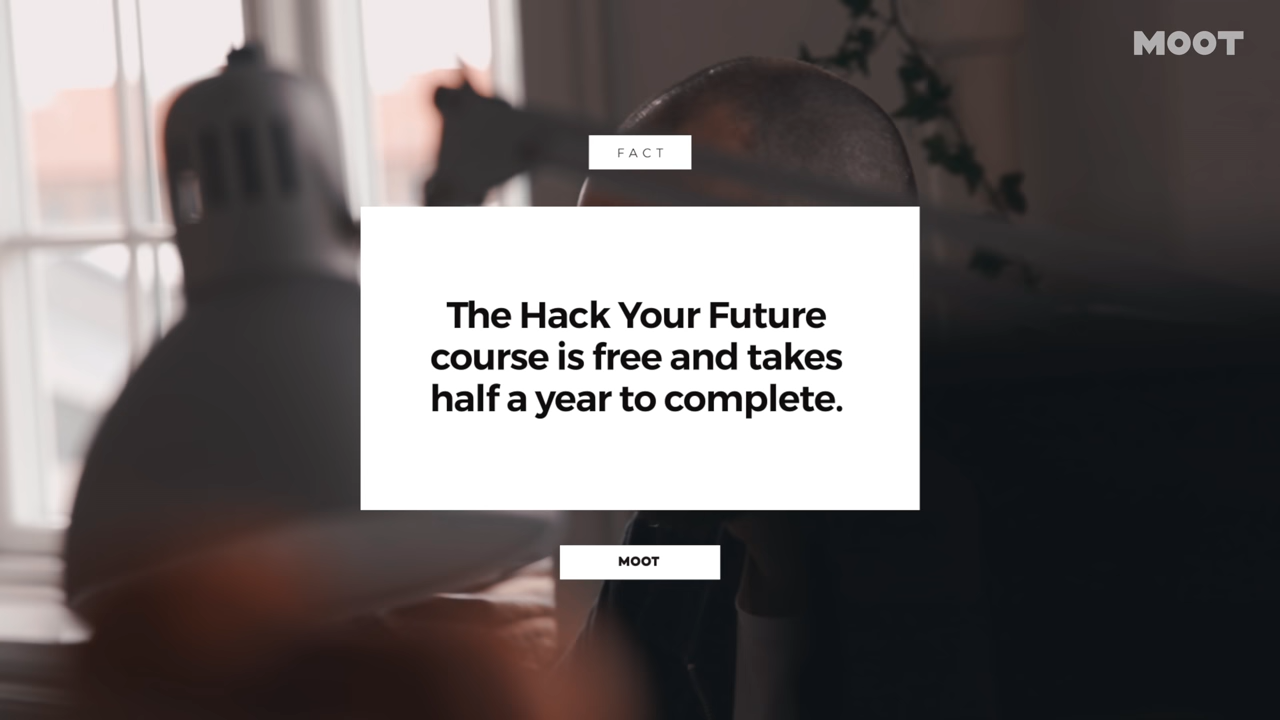 MOOT
FACT
The Hack Your Future
course is free and takes
half a year to complete.
MOOT